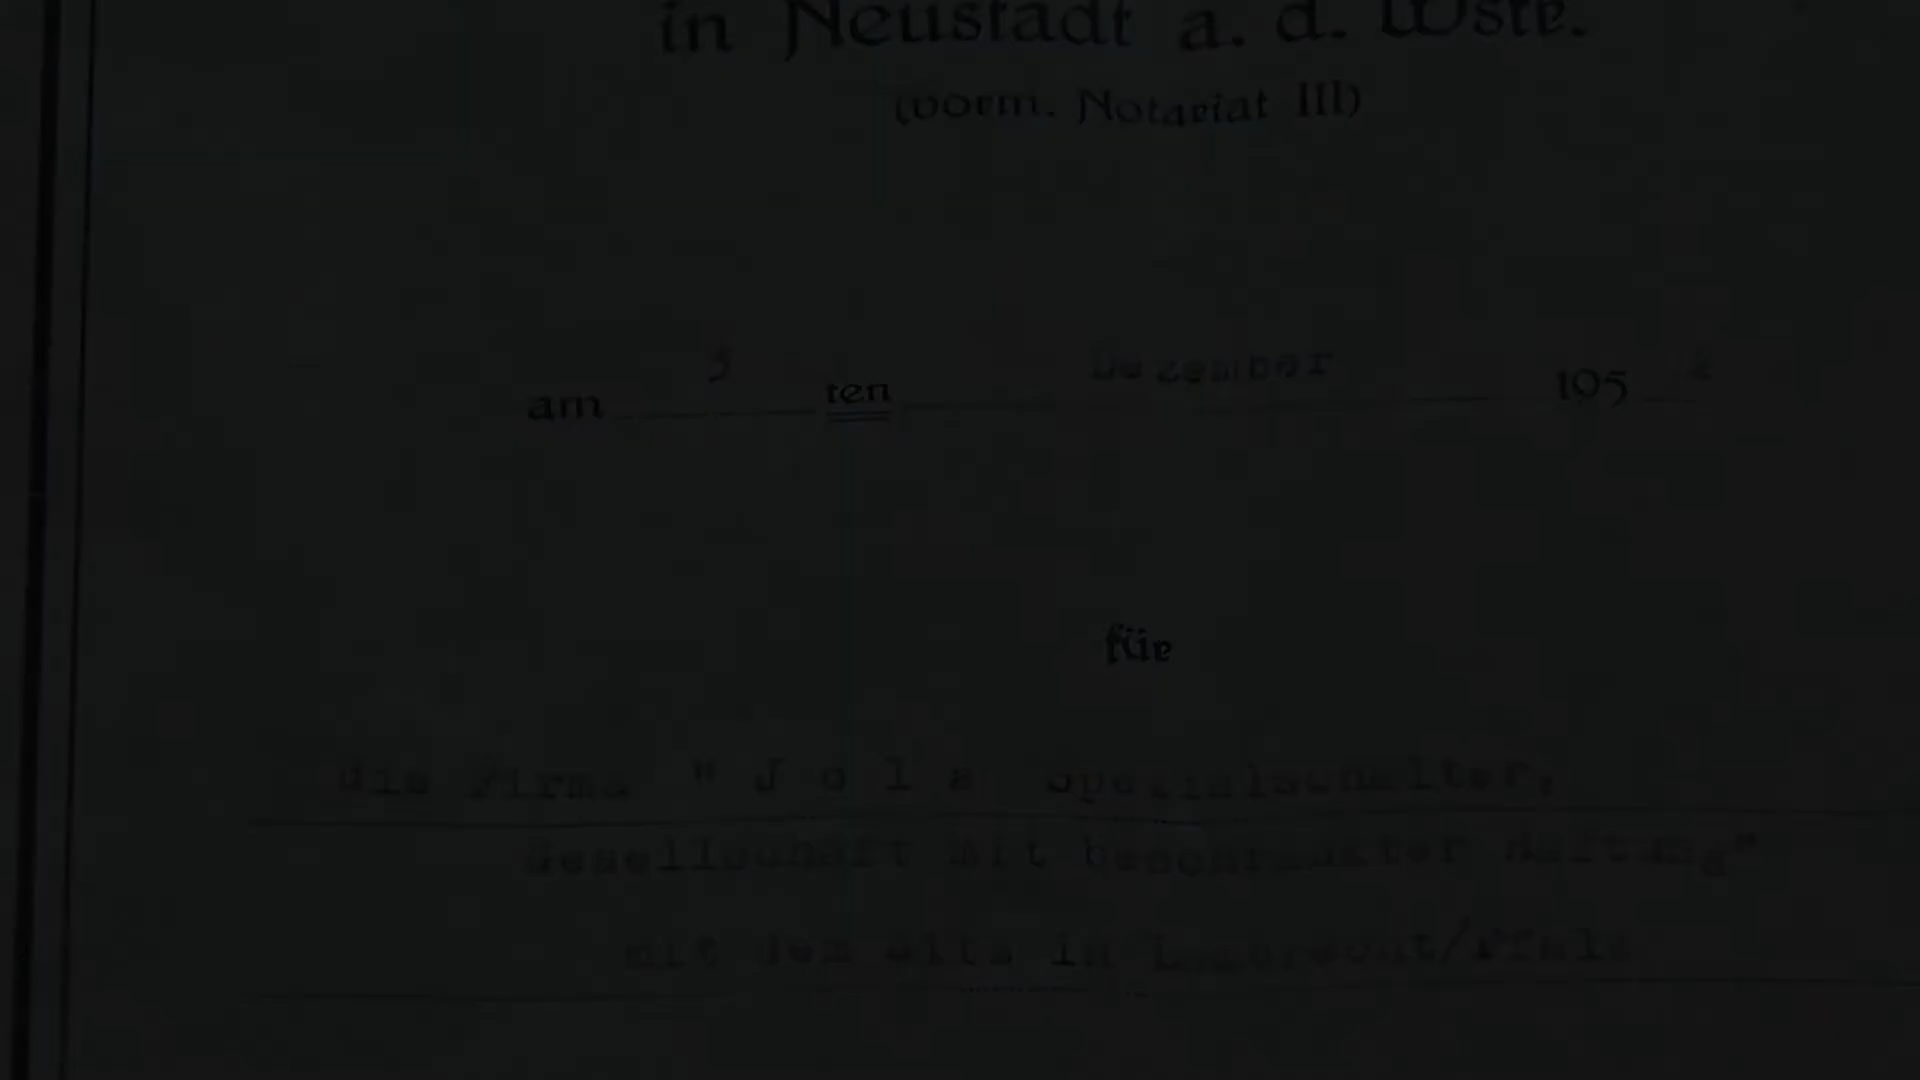 in Neustadt a. d. Wstr.
(vorm. Notariat III)
am 5 ten Dezember 195
für
die Firma " J o l a Spezialschalter,
Gesellschaft mit beschränkter Haftung"
mit dem Sitz in Lambrecht/Pfalz